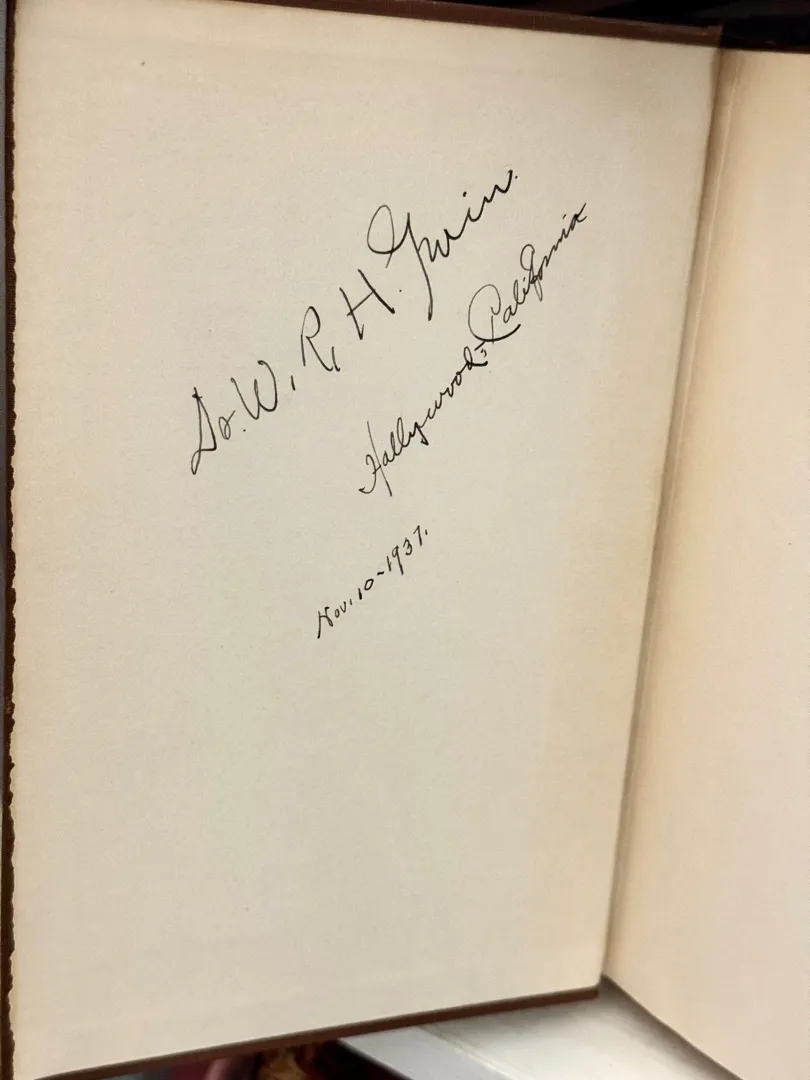 Dr. W. R. H. Gwin.
Hollywood, California
Nov. 10-1937.